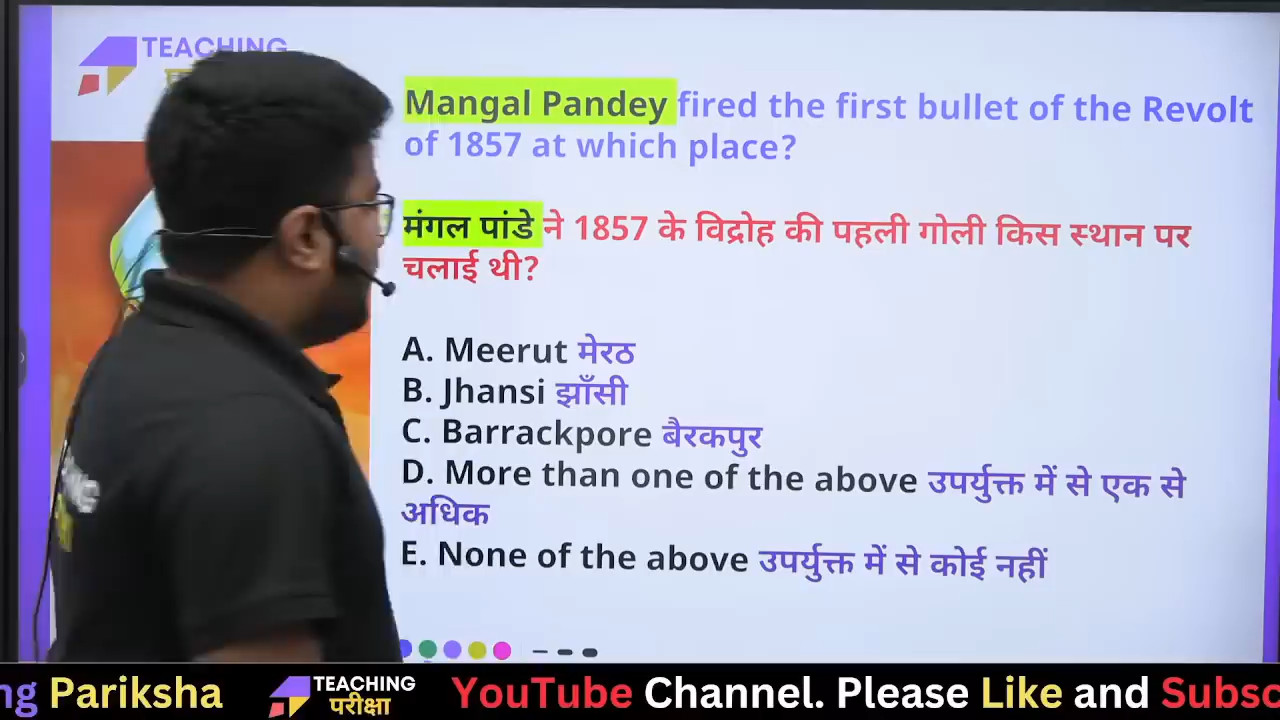 TEACHING
Mangal Pandey fired the first bullet of the Revolt
of 1857 at which place?
मंगल पांडे ने 1857 के विद्रोह की पहली गोली किस स्थान पर
चलाई थी?
A. Meerut मेरठ
B. Jhansi झाँसी
C. Barrackpore बैरकपुर
D. More than one of the above उपर्युक्त में से एक से
अधिक
E. None of the above उपर्युक्त में से कोई नहीं
ng Pariksha TEACHING परीक्षा YouTube Channel. Please Like and Subsc